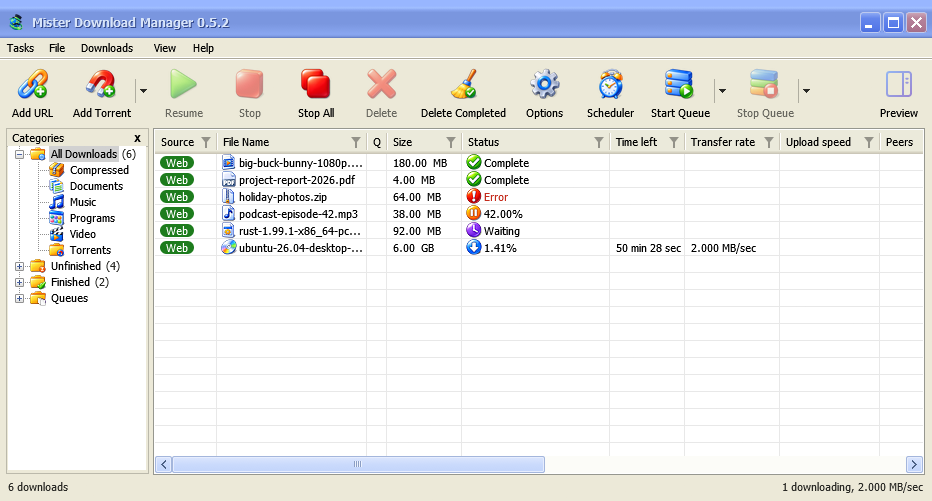 Mister Download Manager 0.5.2
Tasks File Downloads View Help
Add URL Add Torrent Resume Stop Stop All Delete Delete Completed Options Scheduler Start Queue Stop Queue Preview
Categories x
All Downloads (6)
Compressed
Documents
Music
Programs
Video
Torrents
Unfinished (4)
Finished (2)
Queues
Source File Name Q Size Status Time left Transfer rate Upload speed Peers
Web big-buck-bunny-1080p.... 180.00 MB Complete
Web project-report-2026.pdf 4.00 MB Complete
Web holiday-photos.zip 64.00 MB Error
Web podcast-episode-42.mp3 38.00 MB 42.00%
Web rust-1.99.1-x86_64-pc... 92.00 MB Waiting
Web ubuntu-26.04-desktop-... 6.00 GB 1.41% 50 min 28 sec 2.000 MB/sec
6 downloads 1 downloading, 2.000 MB/sec